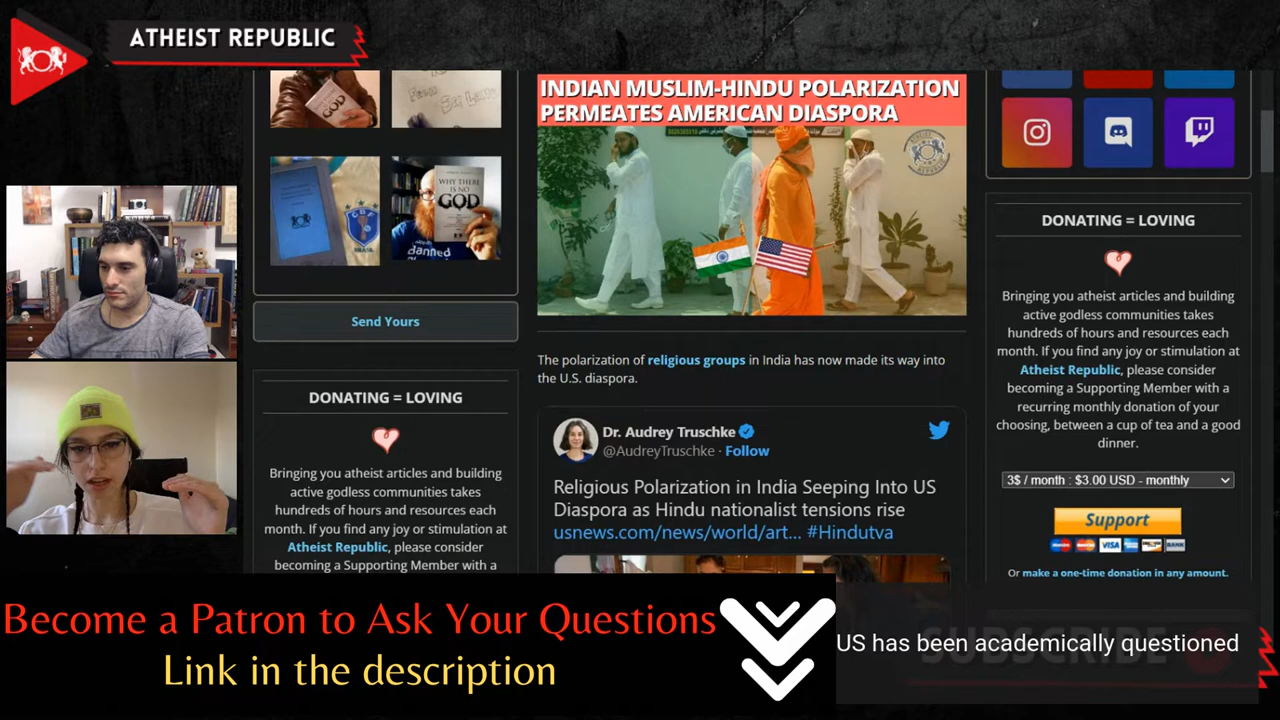 ATHEIST REPUBLIC
INDIAN MUSLIM-HINDU POLARIZATION
PERMEATES AMERICAN DIASPORA
WHY THERE
IS NO
GOD
Banned
CBF
BRASIL
Send Yours
DONATING = LOVING
Bringing you atheist articles and building
active godless communities takes
hundreds of hours and resources each
month. If you find any joy or stimulation at
Atheist Republic, please consider
becoming a Supporting Member with a
The polarization of religious groups in India has now made its way into
the U.S. diaspora.
Dr. Audrey Truschke
@AudreyTruschke · Follow
Religious Polarization in India Seeping Into US
Diaspora as Hindu nationalist tensions rise
usnews.com/news/world/art... #Hindutva
DONATING = LOVING
Bringing you atheist articles and building
active godless communities takes
hundreds of hours and resources each
month. If you find any joy or stimulation at
Atheist Republic, please consider
becoming a Supporting Member with a
recurring monthly donation of your
choosing, between a cup of tea and a good
dinner.
3$ / month : $3.00 USD - monthly
Support
VISA
BANK
Or make a one-time donation in any amount.
Become a Patron to Ask Your Questions
Link in the description
US has been academically questioned
SUBSCRIBE